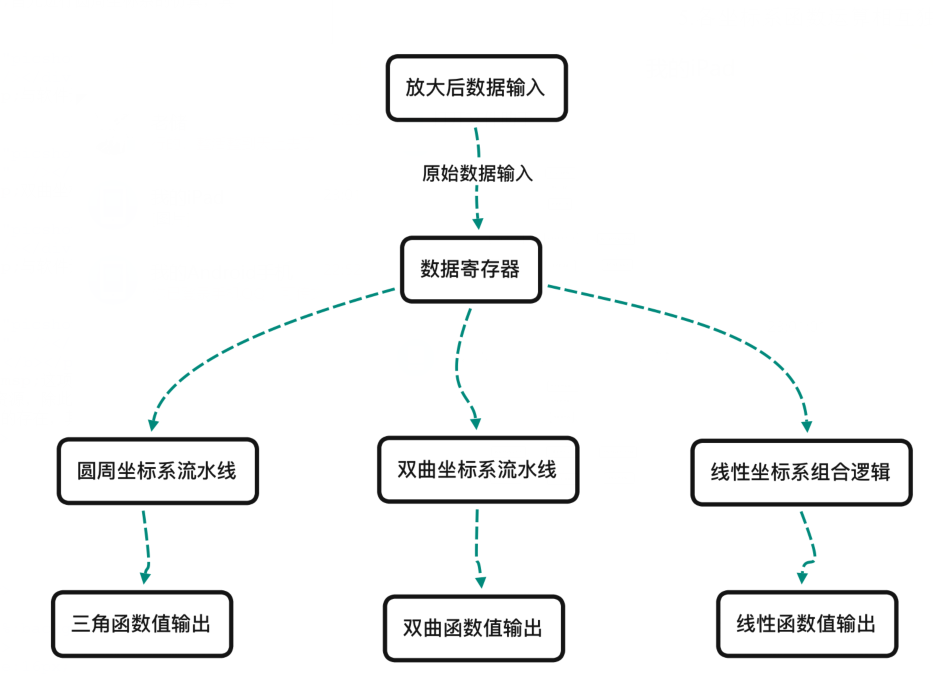 放大后数据输入
原始数据输入
数据寄存器
圆周坐标系流水线
双曲坐标系流水线
线性坐标系组合逻辑
三角函数值输出
双曲函数值输出
线性函数值输出